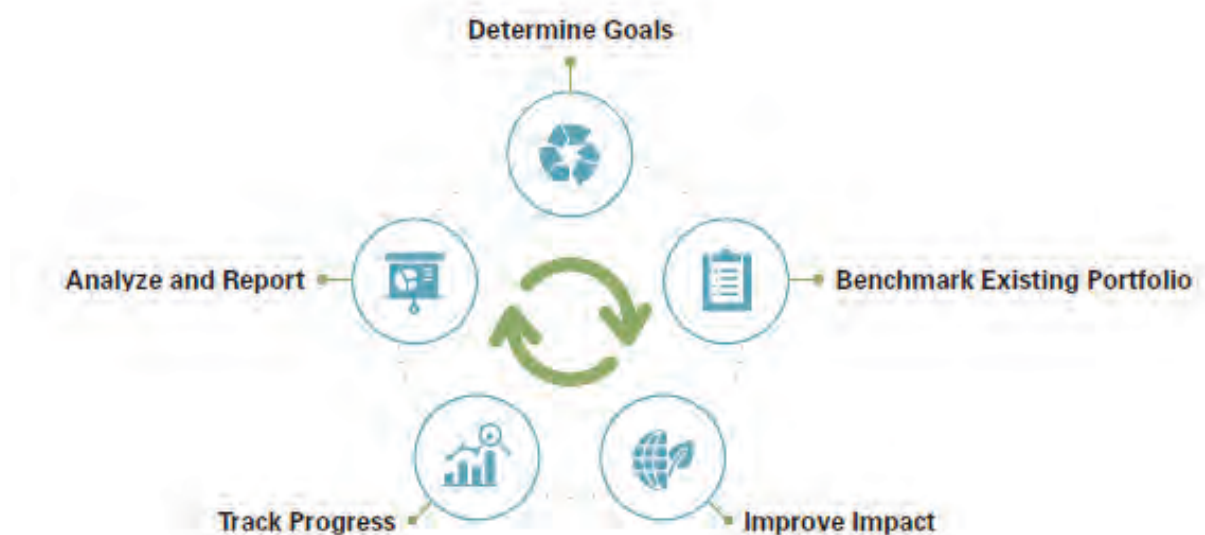 Determine Goals
Analyze and Report
Benchmark Existing Portfolio
Track Progress
Improve Impact